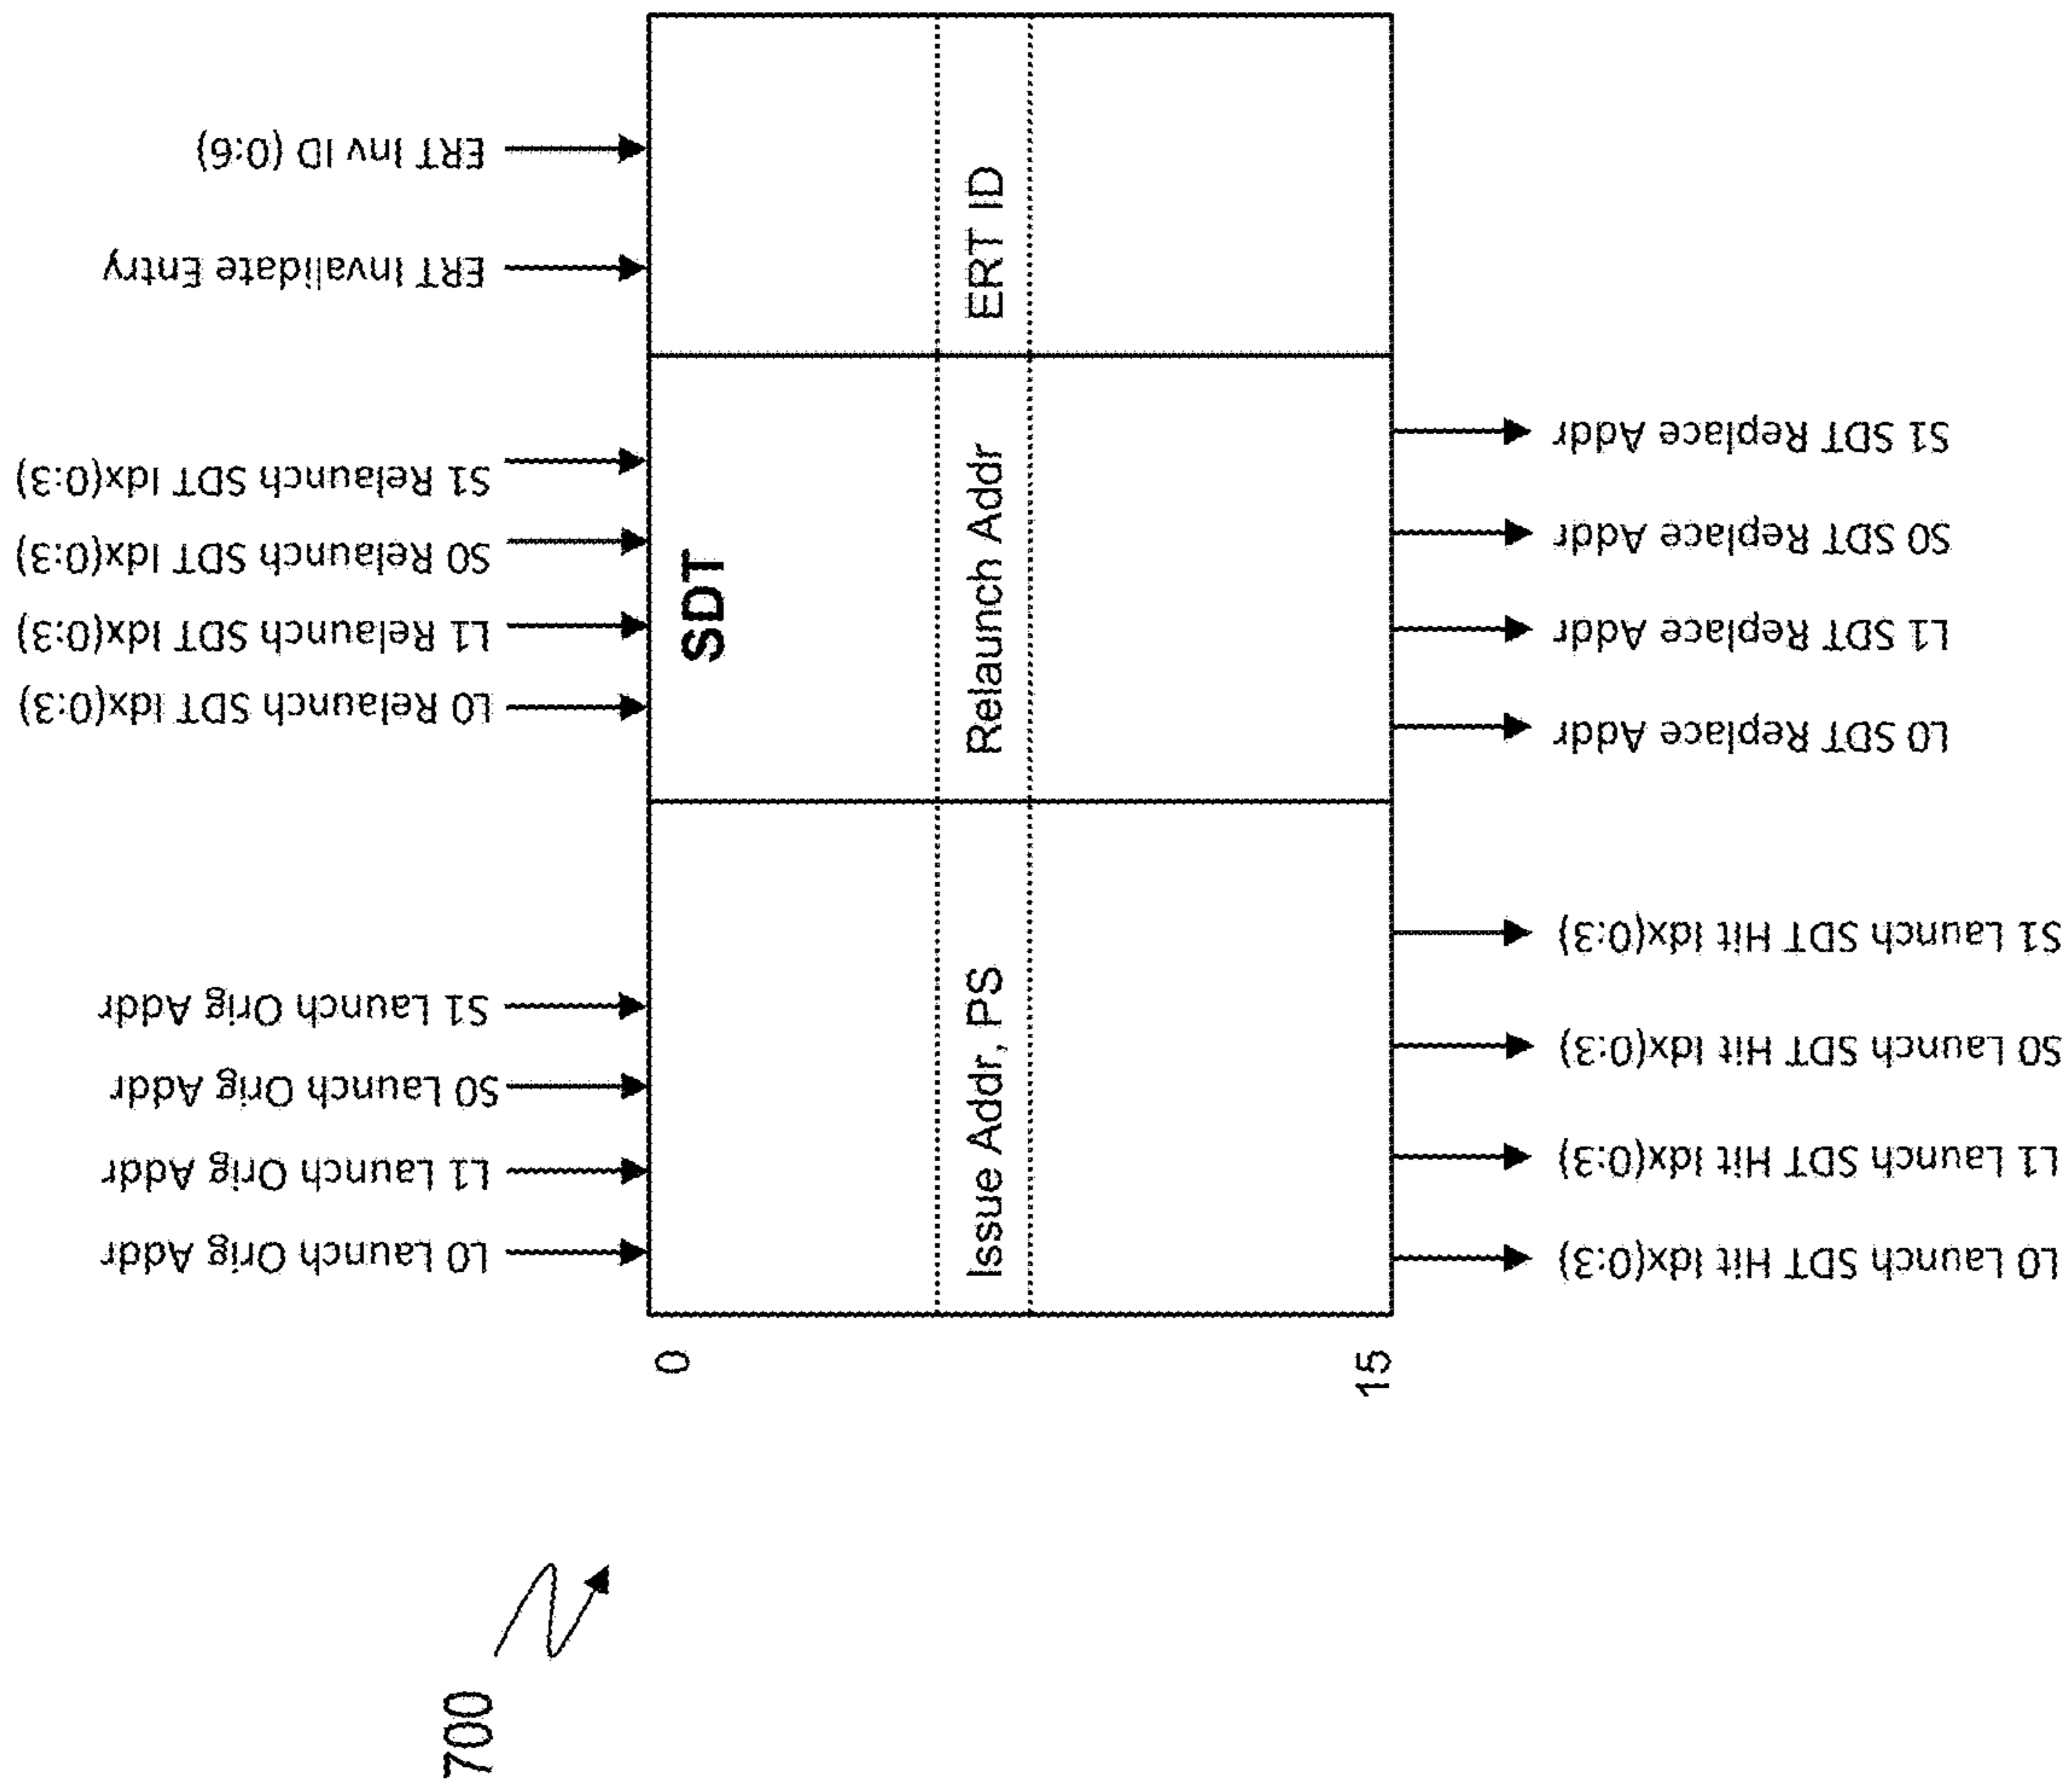 L0 Launch Orig Addr
L1 Launch Orig Addr
S0 Launch Orig Addr
S1 Launch Orig Addr
L0 Relaunch SDT Idx(0:3)
L1 Relaunch SDT Idx(0:3)
S0 Relaunch SDT Idx(0:3)
S1 Relaunch SDT Idx(0:3)
ERT Invalidate Entry
ERT Inv ID (0:6)
700
0
SDT
Issue Addr, PS
Relaunch Addr
ERT ID
15
L0 Launch SDT Hit Idx(0:3)
L1 Launch SDT Hit Idx(0:3)
S0 Launch SDT Hit Idx(0:3)
S1 Launch SDT Hit Idx(0:3)
L0 SDT Replace Addr
L1 SDT Replace Addr
S0 SDT Replace Addr
S1 SDT Replace Addr